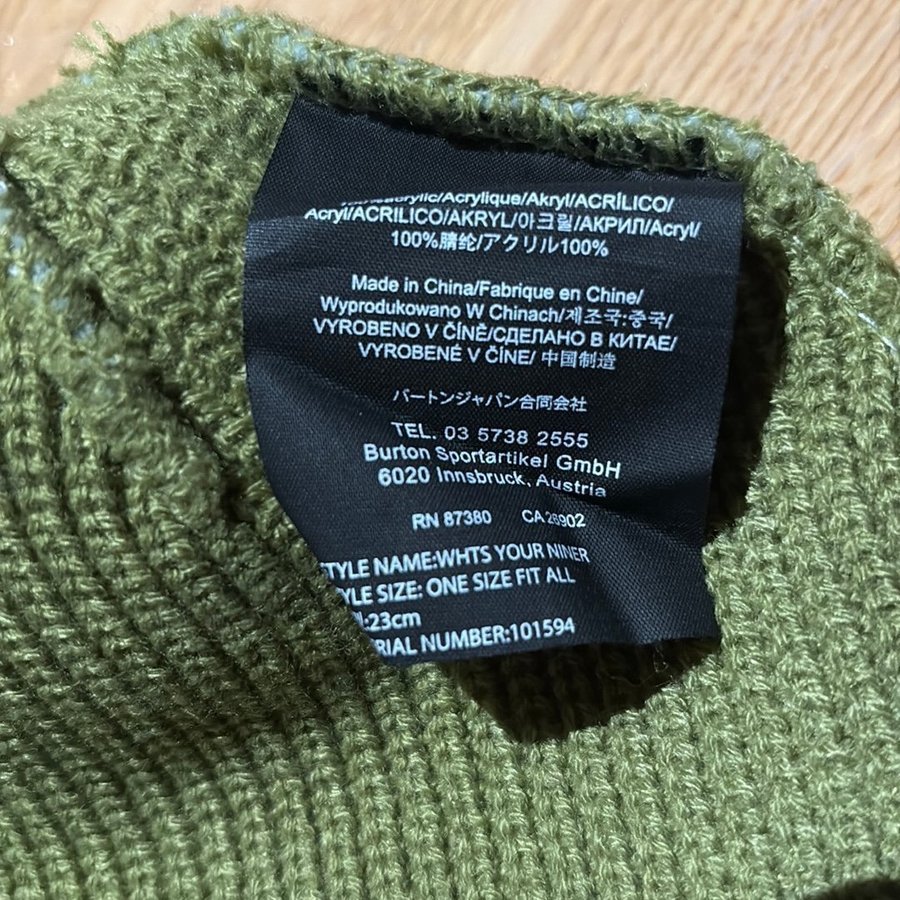 Acrylic/Acrylique/Akryl/ACRÍLICO/
Acryl/ACRILICO/AKRYL/아크릴/АКРИЛ/Acryl/
100%腈纶/アクリル100%
Made in China/Fabrique en Chine/
Wyprodukowano W Chinach/제조국:중국/
VYROBENO V ČÍNĚ/СДЕЛАНО В КИТАЕ/
VYROBENÉ V ČÍNE/ 中国制造
バートンジャパン合同会社
TEL. 03 5738 2555
Burton Sportartikel GmbH
6020 Innsbruck, Austria
RN 87380 CA 26902
STYLE NAME:WHTS YOUR NINER
STYLE SIZE: ONE SIZE FIT ALL
:23cm
NUMBER:101594